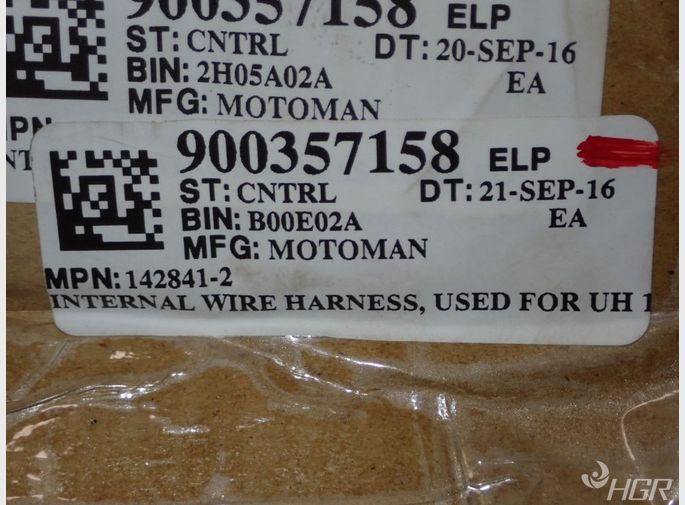 900357158 ELP
ST: CNTRL DT: 20-SEP-16
BIN: 2H05A02A EA
MFG: MOTOMAN
MPN
900357158 ELP
ST: CNTRL DT: 21-SEP-16
BIN: B00E02A EA
MFG: MOTOMAN
MPN: 142841-2
INTERNAL WIRE HARNESS, USED FOR UH 1
HGR